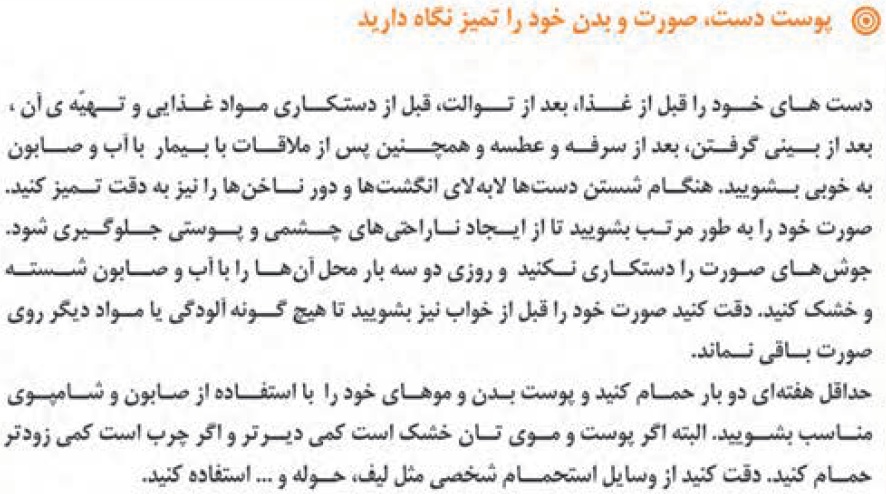 پوست دست، صورت و بدن خود را تمیز نگاه دارید
دست های خود را قبل از غذا، بعد از توالت، قبل از دستکاری مواد غذایی و تهیّه ی آن ،
بعد از بینی گرفتن، بعد از سرفه و عطسه و همچنین پس از ملاقات با بیمار با آب و صابون
به خوبی بشویید. هنگام شستن دست‌ها لابه‌لای انگشت‌ها و دور ناخن‌ها را نیز به دقت تمیز کنید.
صورت خود را به طور مرتب بشویید تا از ایجاد ناراحتی‌های چشمی و پوستی جلوگیری شود.
جوش‌های صورت را دستکاری نکنید و روزی دو سه بار محل آن‌ها را با آب و صابون شسته
و خشک کنید. دقت کنید صورت خود را قبل از خواب نیز بشویید تا هیچ گونه آلودگی یا مواد دیگر روی
صورت باقی نماند.
حداقل هفته‌ای دو بار حمام کنید و پوست بدن و موهای خود را با استفاده از صابون و شامپوی
مناسب بشویید. البته اگر پوست و موی تان خشک است کمی دیرتر و اگر چرب است کمی زودتر
حمام کنید. دقت کنید از وسایل استحمام شخصی مثل لیف، حوله و ... استفاده کنید.